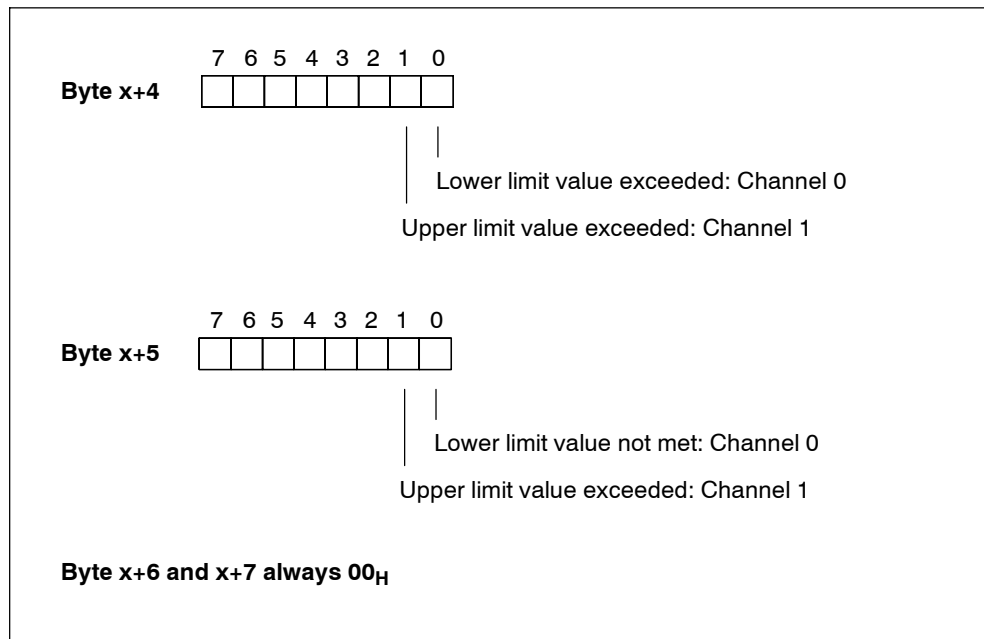 7 6 5 4 3 2 1 0
Byte x+4
Lower limit value exceeded: Channel 0
Upper limit value exceeded: Channel 1
7 6 5 4 3 2 1 0
Byte x+5
Lower limit value not met: Channel 0
Upper limit value exceeded: Channel 1
Byte x+6 and x+7 always 00H